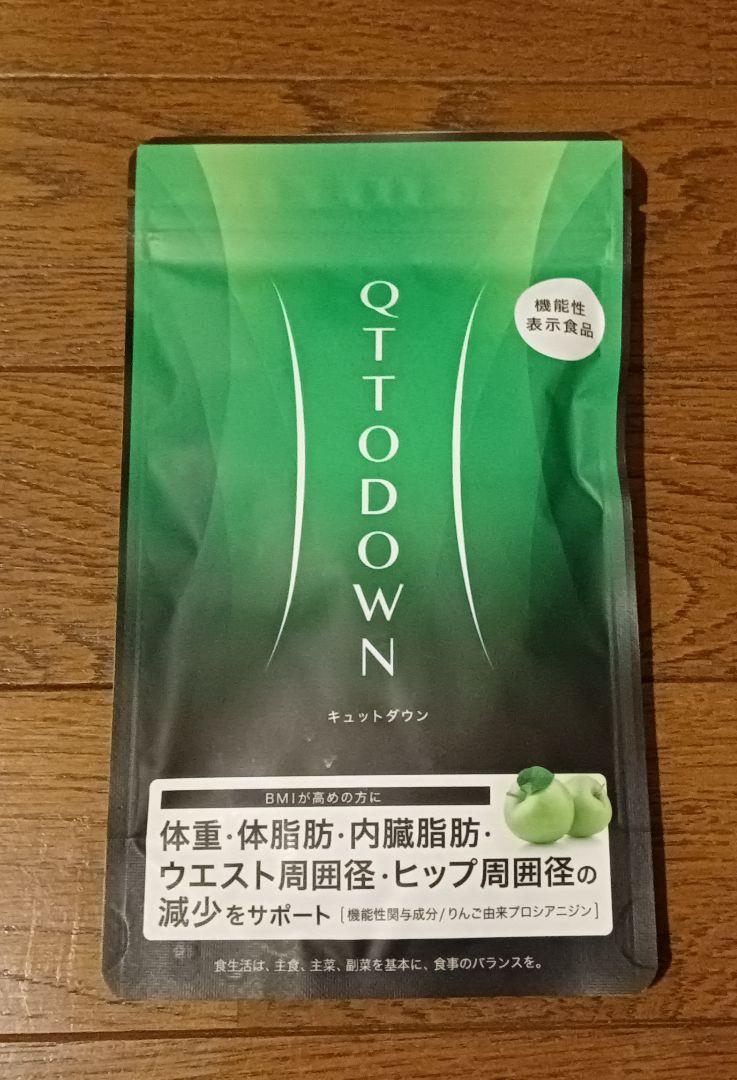 QTTODOWN
機能性
表示食品
キュットダウン
BMIが高めの方に
体重・体脂肪・内臓脂肪・
ウエスト周囲径・ヒップ周囲径の
減少をサポート [機能性関与成分/りんご由来プロシアニジン]
食生活は、主食、主菜、副菜を基本に、食事のバランスを。